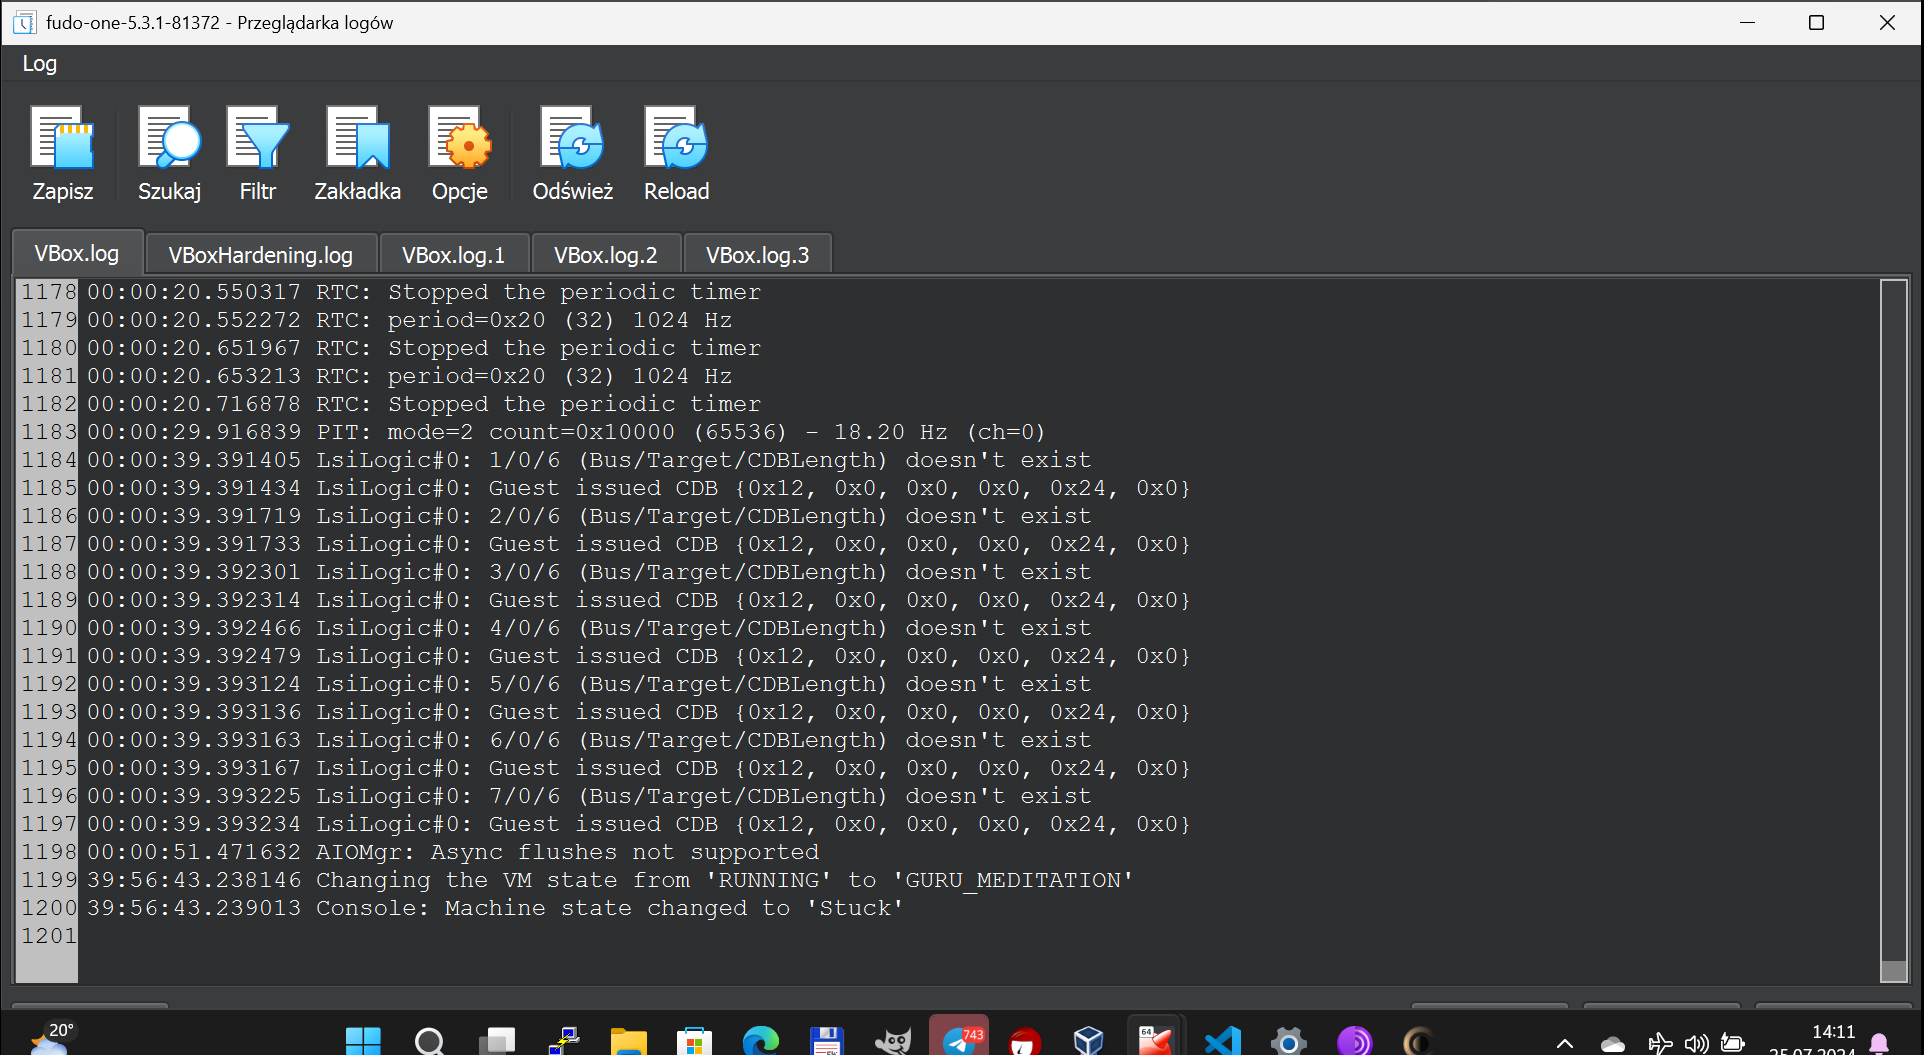 fudo-one-5.3.1-81372 - Przeglądarka logów
Log
Zapisz Szukaj Filtr Zakładka Opcje Odśwież Reload
VBox.log VBoxHardening.log VBox.log.1 VBox.log.2 VBox.log.3
1178 00:00:20.550317 RTC: Stopped the periodic timer
1179 00:00:20.552272 RTC: period=0x20 (32) 1024 Hz
1180 00:00:20.651967 RTC: Stopped the periodic timer
1181 00:00:20.653213 RTC: period=0x20 (32) 1024 Hz
1182 00:00:20.716878 RTC: Stopped the periodic timer
1183 00:00:29.916839 PIT: mode=2 count=0x10000 (65536) - 18.20 Hz (ch=0)
1184 00:00:39.391405 LsiLogic#0: 1/0/6 (Bus/Target/CDBLength) doesn't exist
1185 00:00:39.391434 LsiLogic#0: Guest issued CDB {0x12, 0x0, 0x0, 0x0, 0x24, 0x0}
1186 00:00:39.391719 LsiLogic#0: 2/0/6 (Bus/Target/CDBLength) doesn't exist
1187 00:00:39.391733 LsiLogic#0: Guest issued CDB {0x12, 0x0, 0x0, 0x0, 0x24, 0x0}
1188 00:00:39.392301 LsiLogic#0: 3/0/6 (Bus/Target/CDBLength) doesn't exist
1189 00:00:39.392314 LsiLogic#0: Guest issued CDB {0x12, 0x0, 0x0, 0x0, 0x24, 0x0}
1190 00:00:39.392466 LsiLogic#0: 4/0/6 (Bus/Target/CDBLength) doesn't exist
1191 00:00:39.392479 LsiLogic#0: Guest issued CDB {0x12, 0x0, 0x0, 0x0, 0x24, 0x0}
1192 00:00:39.393124 LsiLogic#0: 5/0/6 (Bus/Target/CDBLength) doesn't exist
1193 00:00:39.393136 LsiLogic#0: Guest issued CDB {0x12, 0x0, 0x0, 0x0, 0x24, 0x0}
1194 00:00:39.393163 LsiLogic#0: 6/0/6 (Bus/Target/CDBLength) doesn't exist
1195 00:00:39.393167 LsiLogic#0: Guest issued CDB {0x12, 0x0, 0x0, 0x0, 0x24, 0x0}
1196 00:00:39.393225 LsiLogic#0: 7/0/6 (Bus/Target/CDBLength) doesn't exist
1197 00:00:39.393234 LsiLogic#0: Guest issued CDB {0x12, 0x0, 0x0, 0x0, 0x24, 0x0}
1198 00:00:51.471632 AIOMgr: Async flushes not supported
1199 39:56:43.238146 Changing the VM state from 'RUNNING' to 'GURU_MEDITATION'
1200 39:56:43.239013 Console: Machine state changed to 'Stuck'
1201
20° 743 64 14:11
25.07.2024